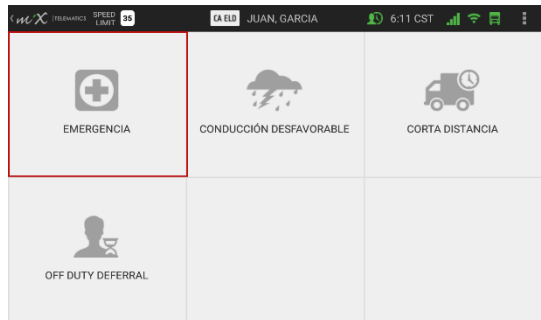 miX TELEMATICS SPEED LIMIT 35 CA ELD JUAN, GARCIA 6:11 CST
EMERGENCIA CONDUCCIÓN DESFAVORABLE CORTA DISTANCIA
OFF DUTY DEFERRAL